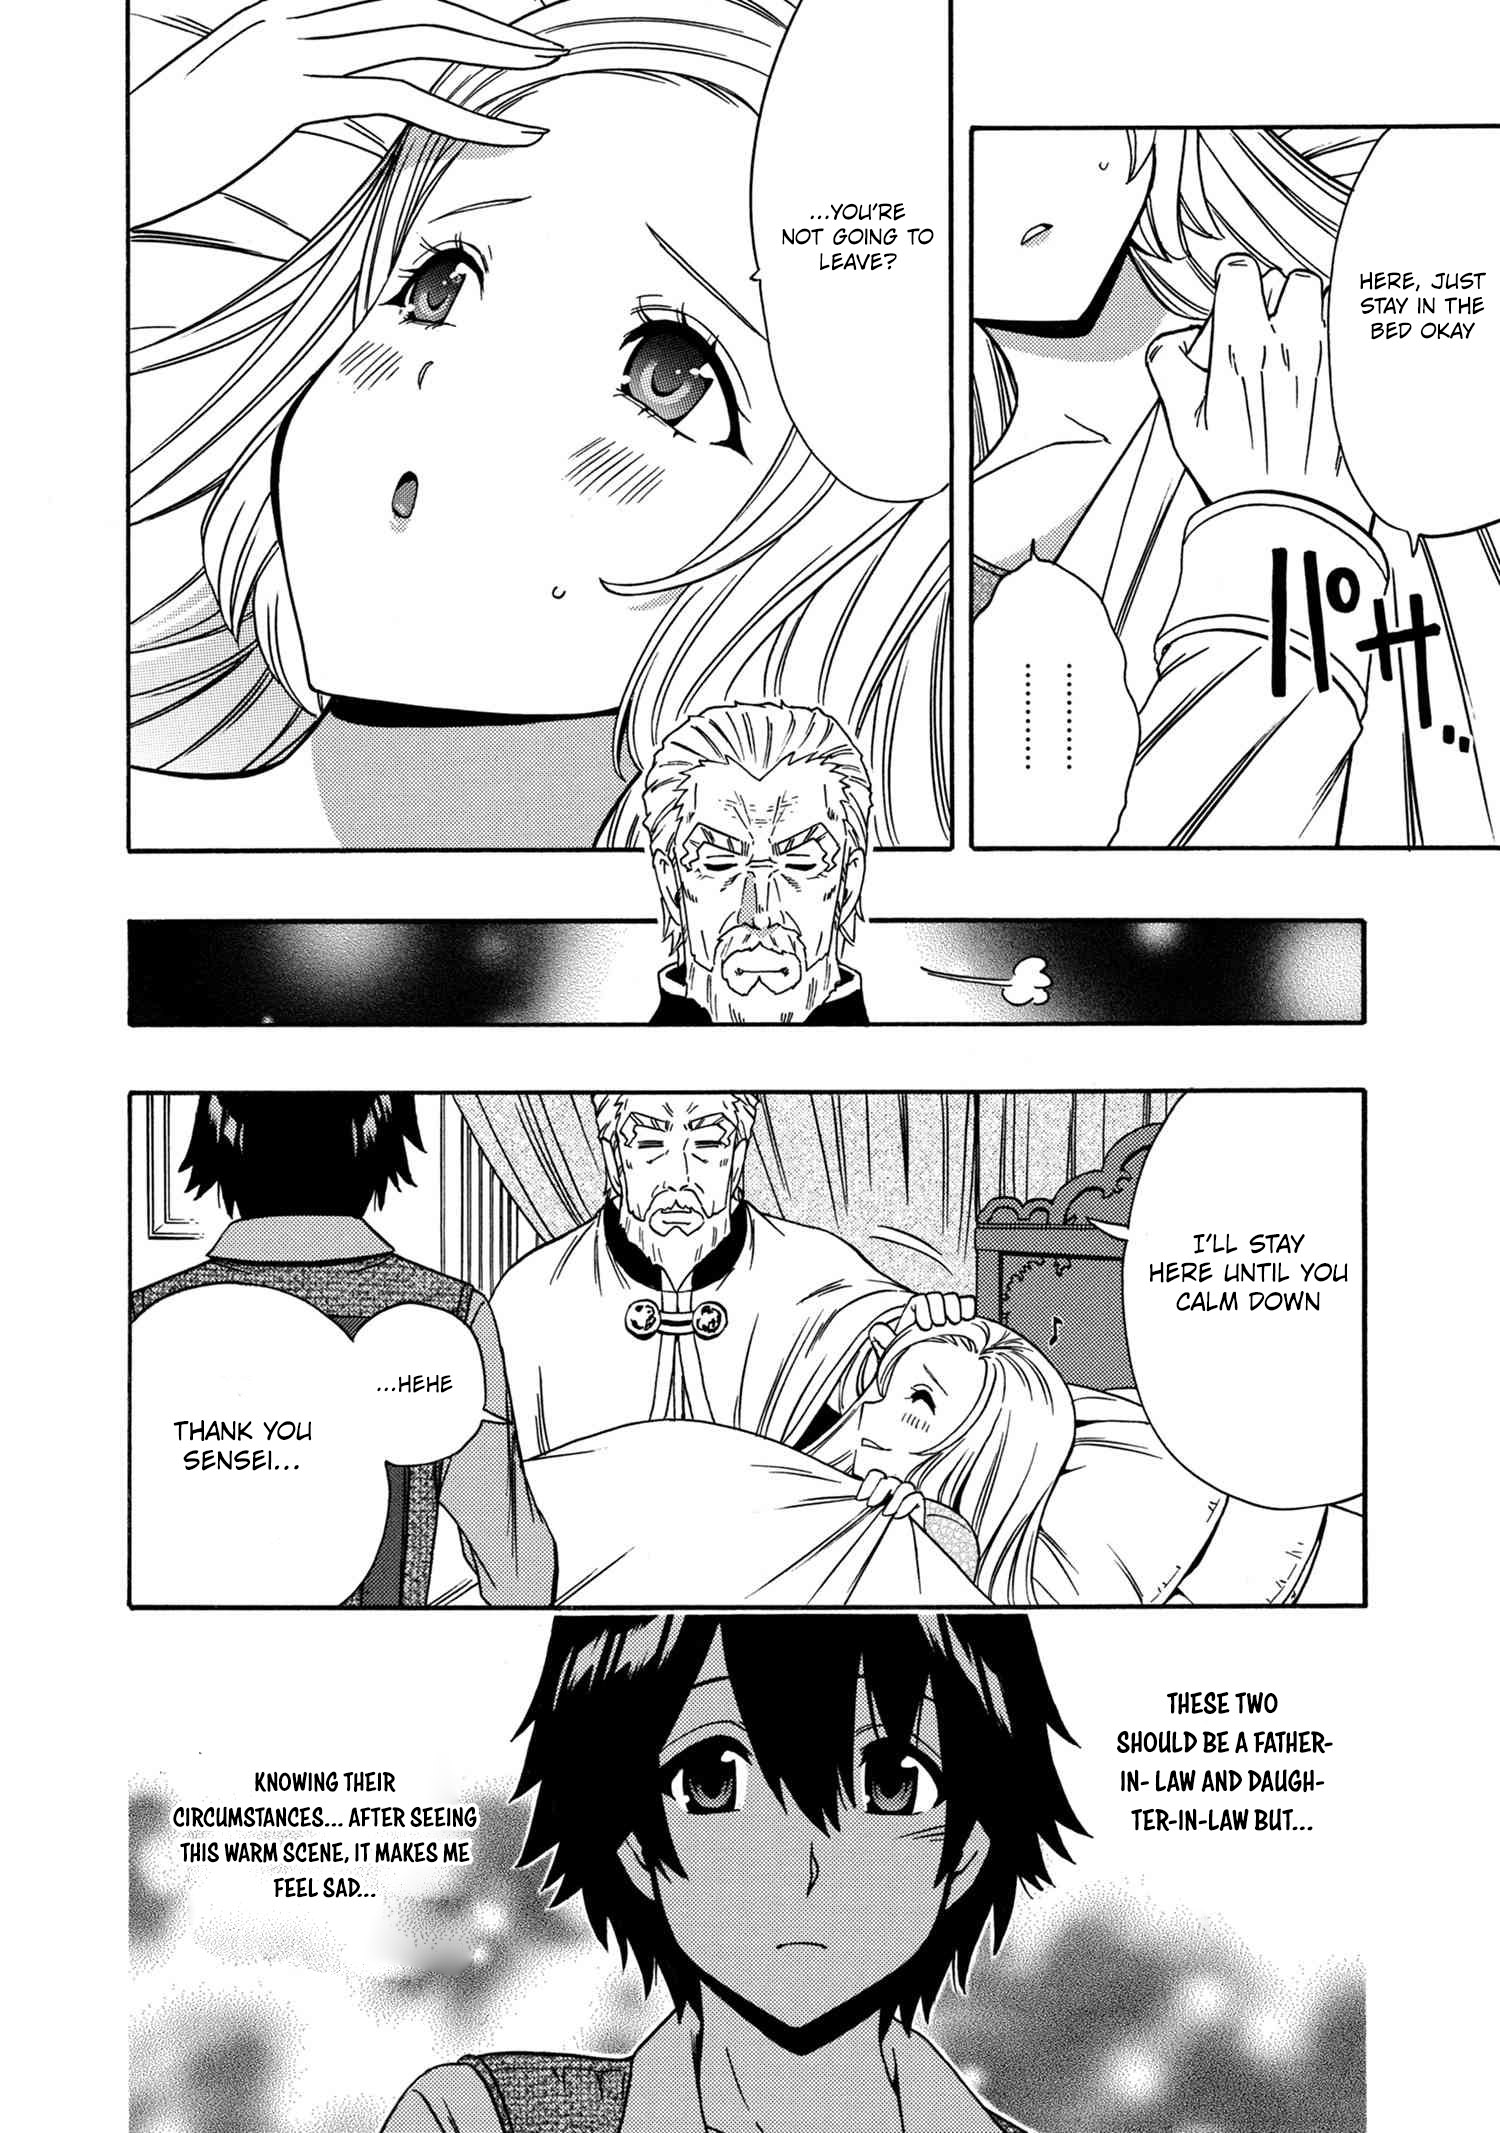 HERE, JUST
STAY IN THE
BED OKAY
パサ...
..........
..........
...YOU'RE
NOT GOING TO
LEAVE?
I'LL STAY
HERE UNTIL YOU
CALM DOWN
♪
...HEHE
THANK YOU
SENSEI...
THESE TWO
SHOULD BE A FATHER-
IN- LAW AND DAUGH-
TER-IN-LAW BUT...
KNOWING THEIR
CIRCUMSTANCES... AFTER SEEING
THIS WARM SCENE, IT MAKES ME
FEEL SAD...